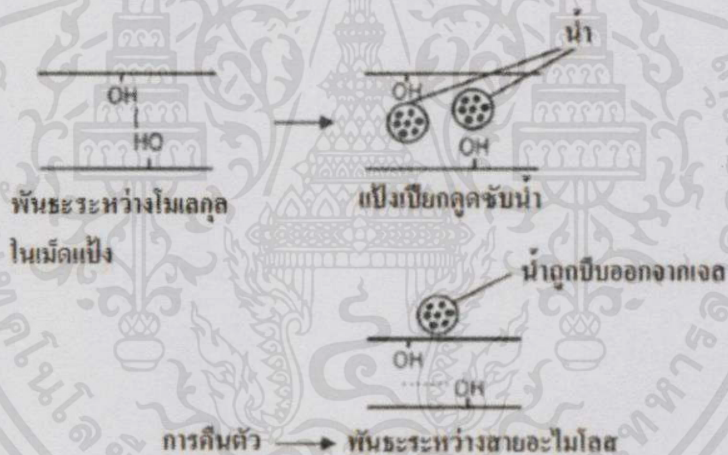 น้ำ
OH
HO
OH
OH
พันธะระหว่างโมเลกุล
ในเม็ดแป้ง
แป้งเปียกดูดซับน้ำ
น้ำถูกบีบออกจากเจล
OH
OH
การคืนตัว → พันธะระหว่างสายอะไมโลส